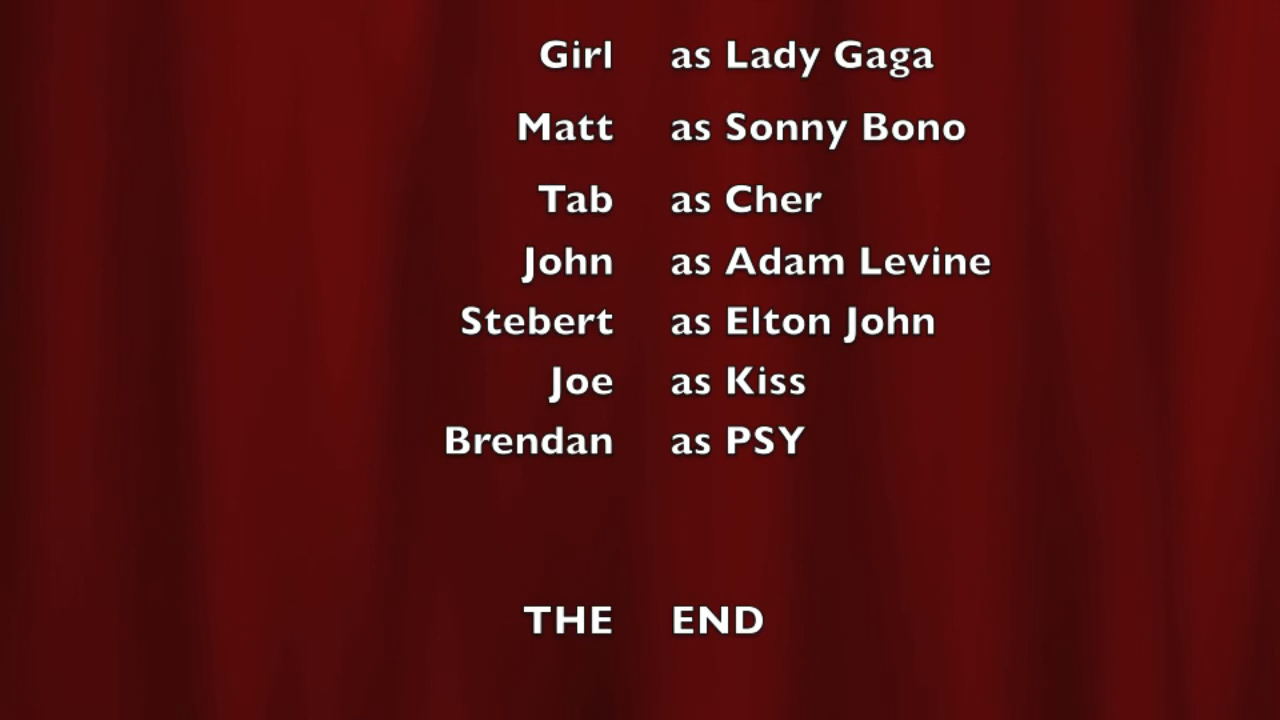 Girl as Lady Gaga
Matt as Sonny Bono
Tab as Cher
John as Adam Levine
Stebert as Elton John
Joe as Kiss
Brendan as PSY
THE END